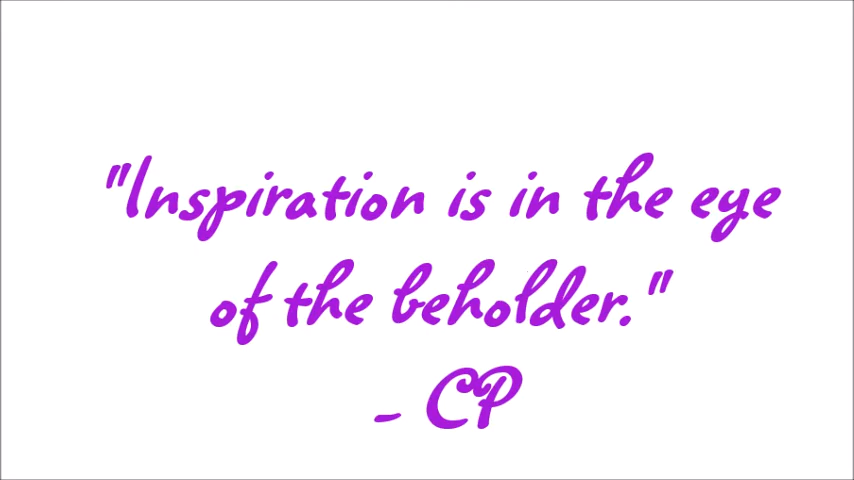 "Inspiration is in the eye
of the beholder."
- CP